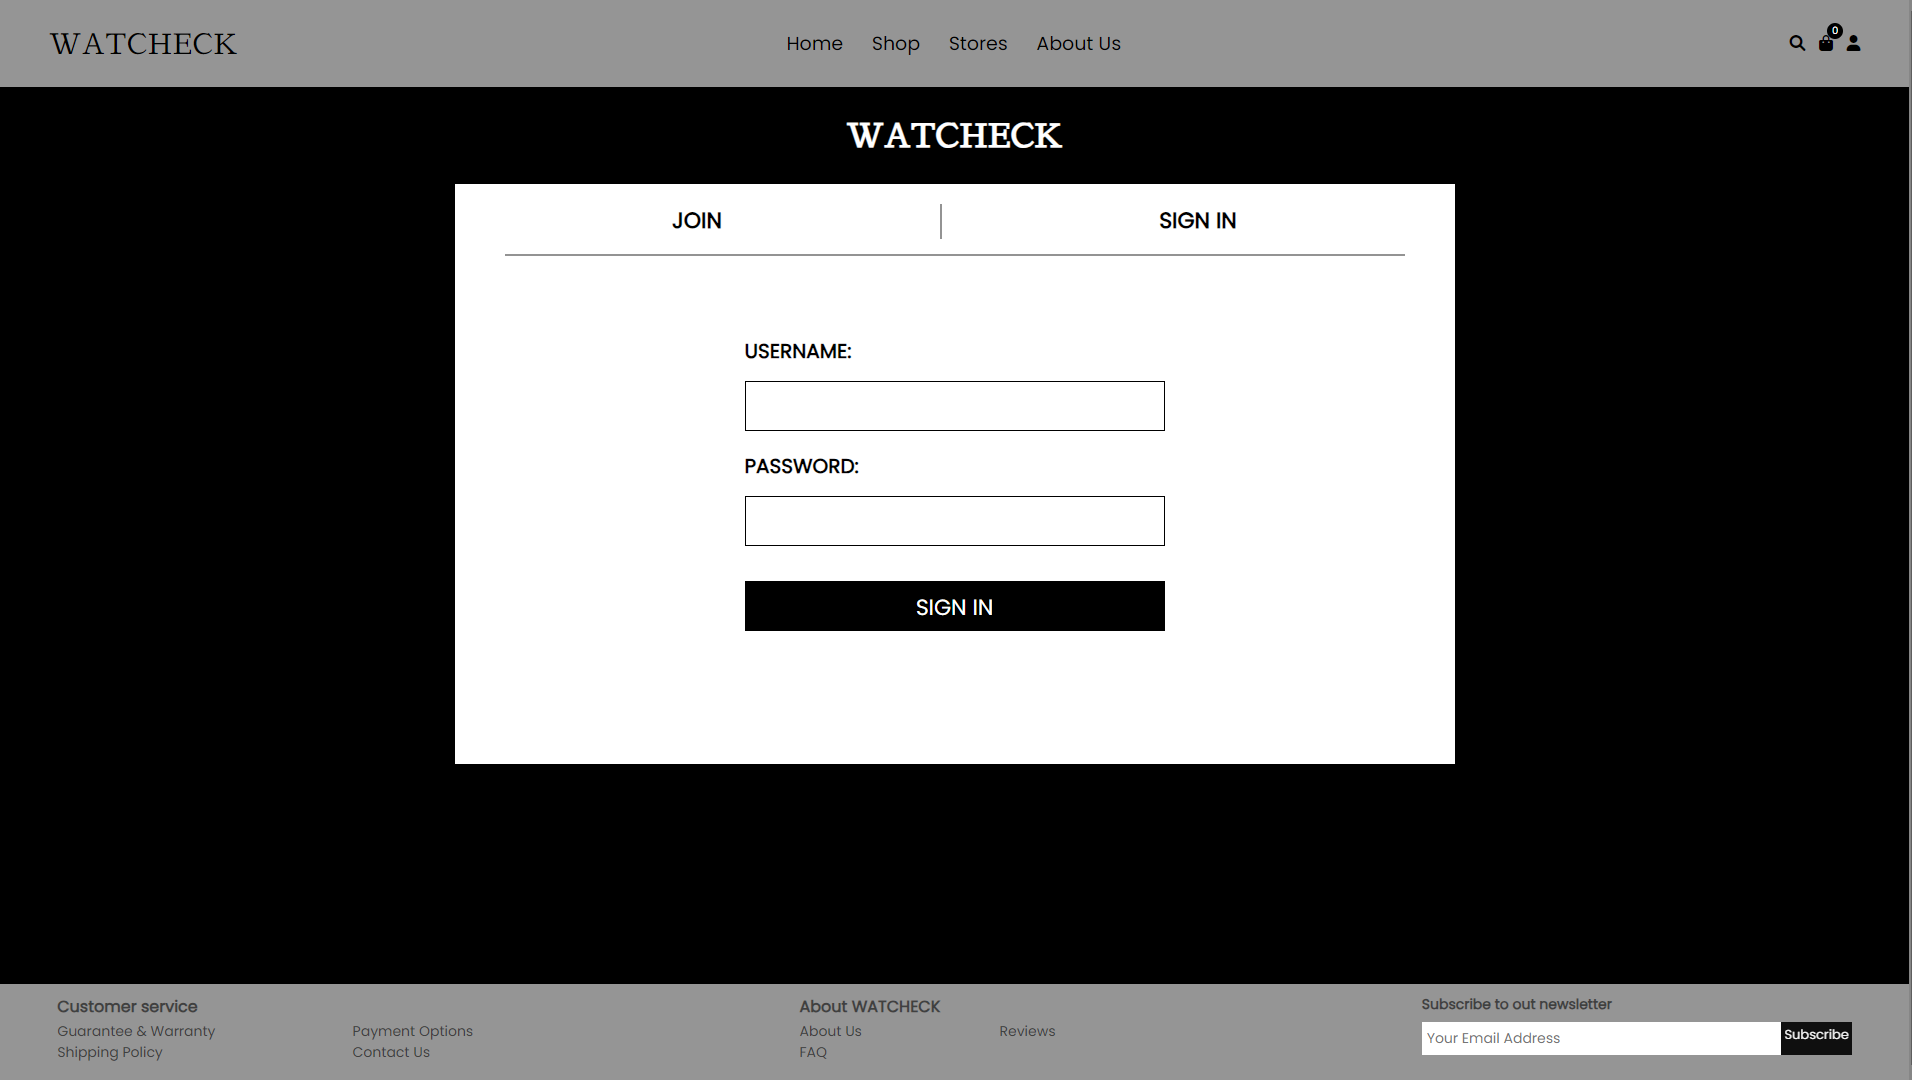 WATCHECK
Home Shop Stores About Us
0
WATCHECK
JOIN
SIGN IN
USERNAME:
PASSWORD:
SIGN IN
Customer service
Guarantee & Warranty
Shipping Policy
Payment Options
Contact Us
About WATCHECK
About Us
FAQ
Reviews
Subscribe to out newsletter
Your Email Address
Subscribe